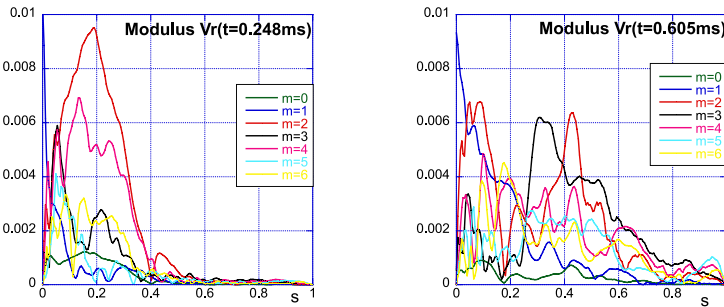 Modulus Vr(t=0.248ms)
0.01
0.008
0.006
0.004
0.002
0
m=0
m=1
m=2
m=3
m=4
m=5
m=6
0 0.2 0.4 0.6 0.8 1
s
Modulus Vr(t=0.605ms)
0.01
0.008
0.006
0.004
0.002
0
m=0
m=1
m=2
m=3
m=4
m=5
m=6
0 0.2 0.4 0.6 0.8 1
s